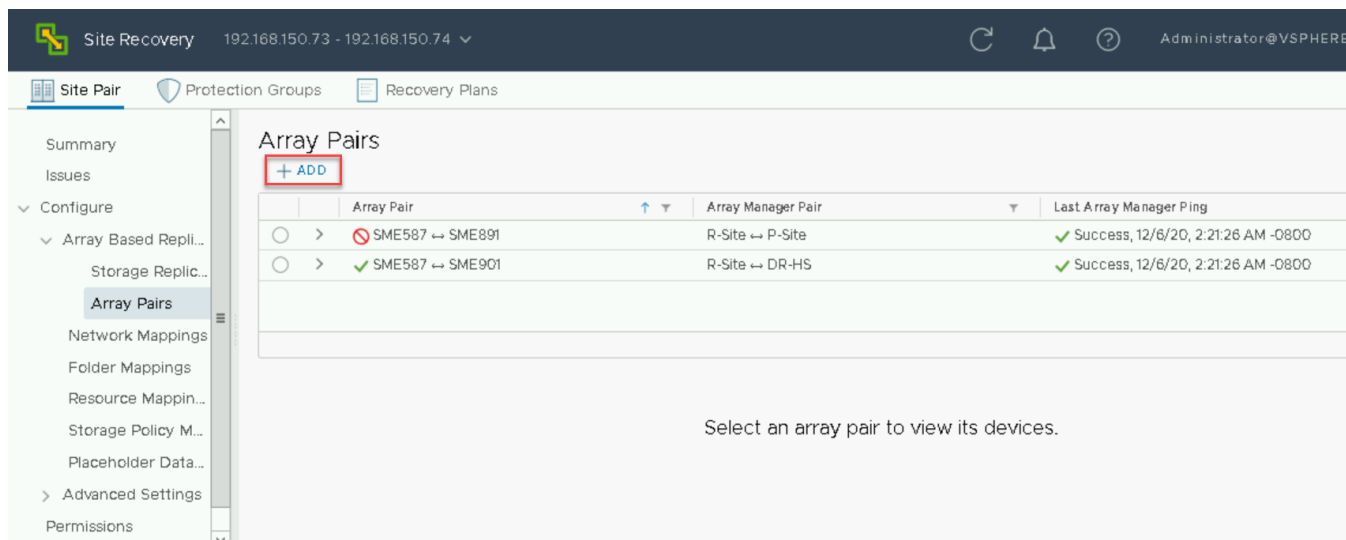 Site Recovery 192.168.150.73 - 192.168.150.74 Administrator@VSPHERE
Site Pair Protection Groups Recovery Plans
Summary
Issues
Configure
Array Based Repli...
Storage Replic...
Array Pairs
Network Mappings
Folder Mappings
Resource Mappin...
Storage Policy M...
Placeholder Data...
Advanced Settings
Permissions
Array Pairs
+ ADD
Array Pair Array Manager Pair Last Array Manager Ping
SME587 ↔ SME891 R-Site ↔ P-Site Success, 12/6/20, 2:21:26 AM -0800
SME587 ↔ SME901 R-Site ↔ DR-HS Success, 12/6/20, 2:21:26 AM -0800
Select an array pair to view its devices.